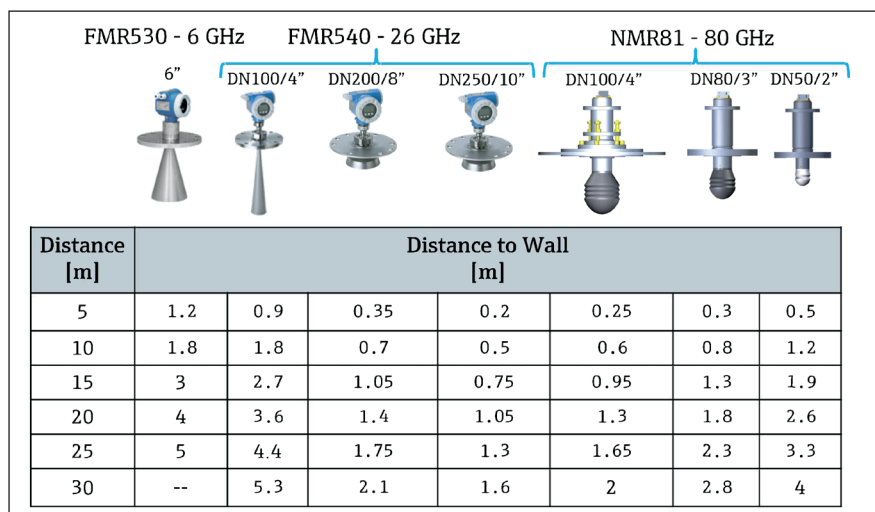 FMR530 - 6 GHz FMR540 - 26 GHz NMR81 - 80 GHz
6” DN100/4” DN200/8” DN250/10” DN100/4” DN80/3” DN50/2”
Distance [m] Distance to Wall [m]
5 1.2 0.9 0.35 0.2 0.25 0.3 0.5
10 1.8 1.8 0.7 0.5 0.6 0.8 1.2
15 3 2.7 1.05 0.75 0.95 1.3 1.9
20 4 3.6 1.4 1.05 1.3 1.8 2.6
25 5 4.4 1.75 1.3 1.65 2.3 3.3
30 -- 5.3 2.1 1.6 2 2.8 4